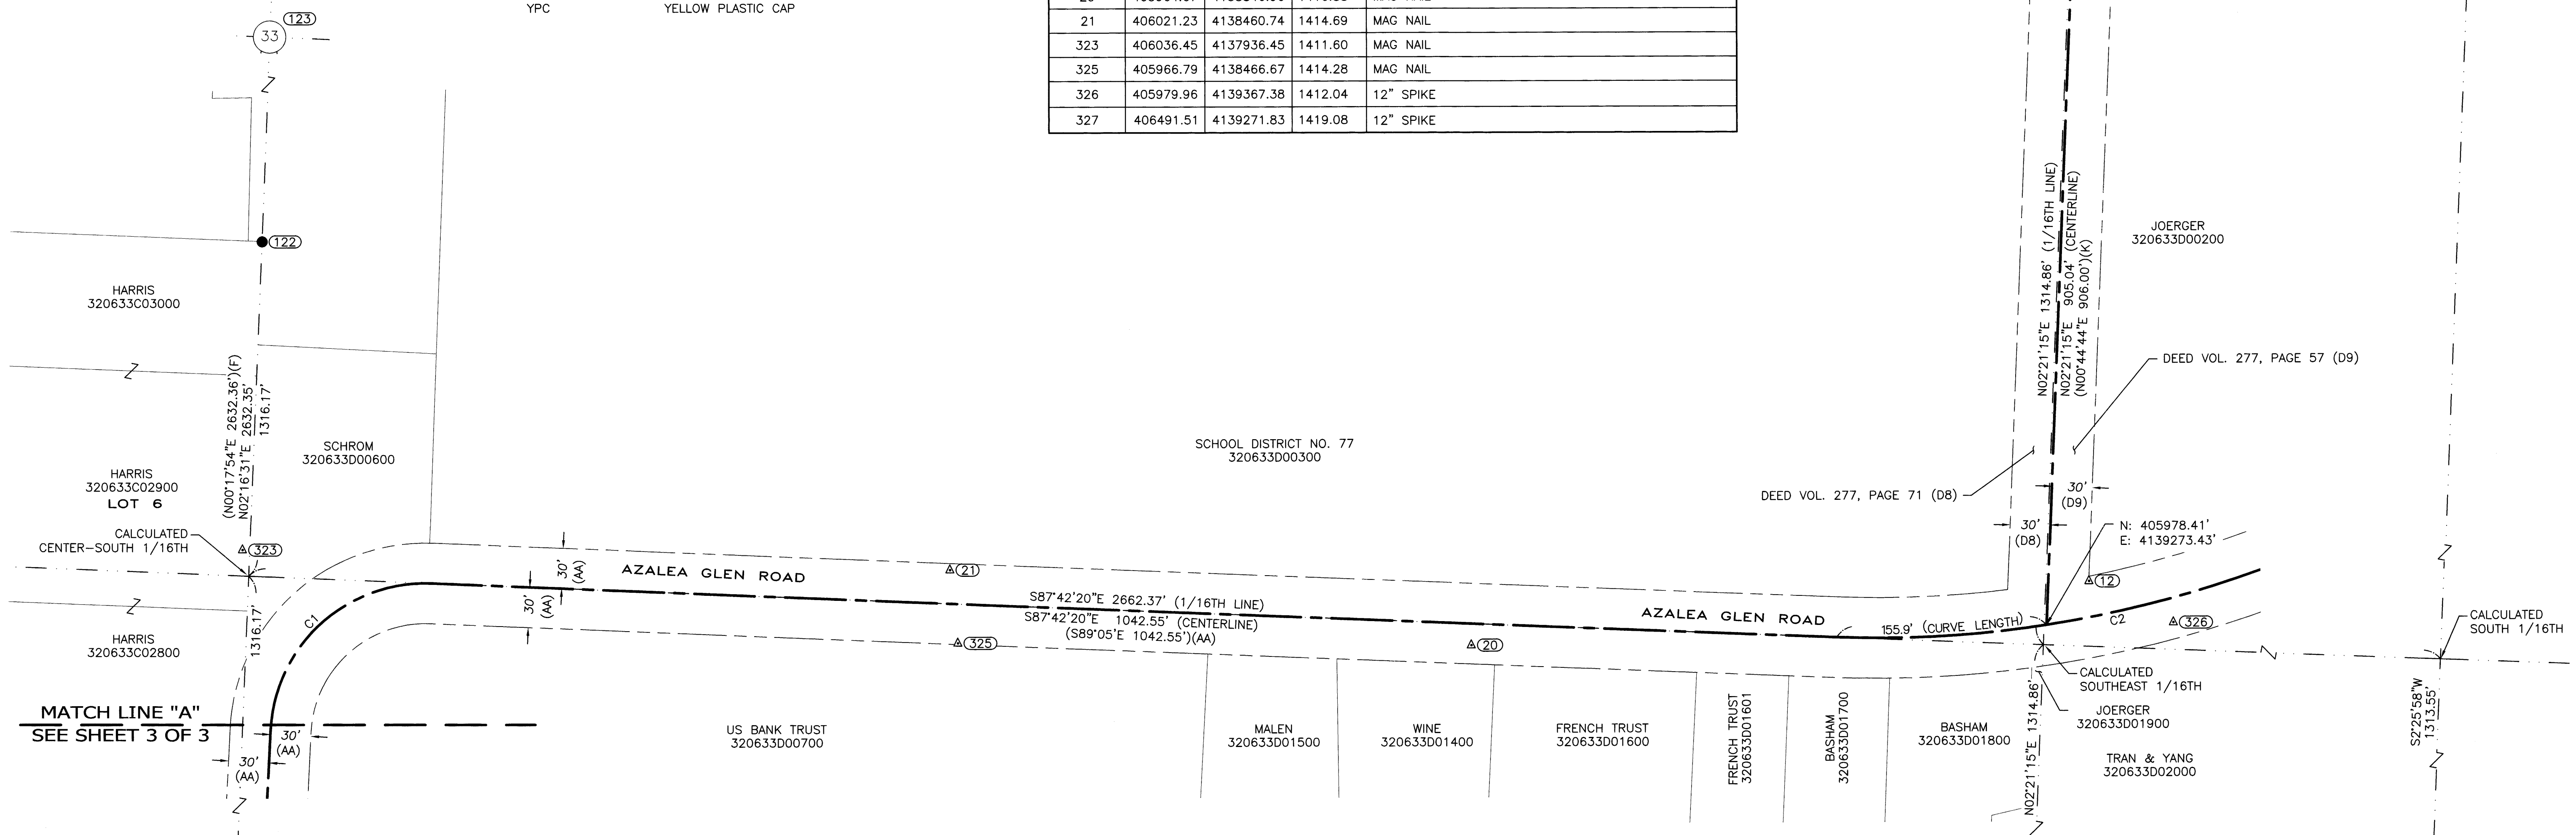 YPC YELLOW PLASTIC CAP
21 406021.23 4138460.74 1414.69 MAG NAIL
323 406036.45 4137936.45 1411.60 MAG NAIL
325 405966.79 4138466.67 1414.28 MAG NAIL
326 405979.96 4139367.38 1412.04 12" SPIKE
327 406491.51 4139271.83 1419.08 12" SPIKE
123
33
122
HARRIS
320633C03000
(N00°17'54"E 2632.36')(F)
N02°16'31"E 2632.35'
1316.17'
SCHROM
320633D00600
HARRIS
320633C02900
LOT 6
CALCULATED
CENTER-SOUTH 1/16TH
323
HARRIS
320633C02800
1316.17'
C1
MATCH LINE "A"
SEE SHEET 3 OF 3
30'
(AA)
30'
(AA)
30'
(AA)
30'
(AA)
AZALEA GLEN ROAD
21
325
SCHOOL DISTRICT NO. 77
320633D00300
S87°42'20"E 2662.37' (1/16TH LINE)
S87°42'20"E 1042.55' (CENTERLINE)
(S89°05'E 1042.55')(AA)
20
AZALEA GLEN ROAD
155.9' (CURVE LENGTH)
C2
US BANK TRUST
320633D00700
MALEN
320633D01500
WINE
320633D01400
FRENCH TRUST
320633D01600
FRENCH TRUST
320633D01601
BASHAM
320633D01700
BASHAM
320633D01800
N02°21'15"E 1314.86' (1/16TH LINE)
N02°21'15"E 905.04' (CENTERLINE)
(N00°44'44"E 906.00')(K)
JOERGER
320633D00200
DEED VOL. 277, PAGE 57 (D9)
DEED VOL. 277, PAGE 71 (D8)
30'
(D9)
30'
(D8)
N: 405978.41'
E: 4139273.43'
12
326
CALCULATED
SOUTH 1/16TH
CALCULATED
SOUTHEAST 1/16TH
JOERGER
320633D01900
N02°21'15"E 1314.86'
TRAN & YANG
320633D02000
S2°25'58"W
1313.55'